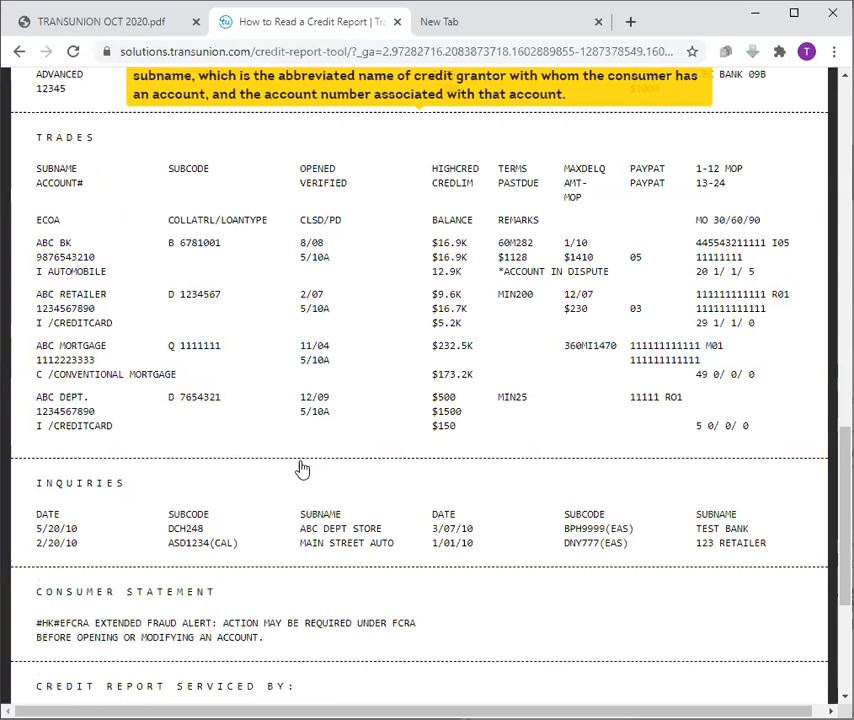 TRANSUNION OCT 2020.pdf
How to Read a Credit Report | Tra
New Tab
solutions.transunion.com/credit-report-tool/?_ga=2.97282716.2083873718.1602889855-1287378549.160...
T
ADVANCED
subname, which is the abbreviated name of credit grantor with whom the consumer has
BANK 09B
12345
an account, and the account number associated with that account.
$3000
TRADES
SUBNAME SUBCODE OPENED HIGHCRED TERMS MAXDELQ PAYPAT 1-12 MOP
ACCOUNT# VERIFIED CREDLIM PASTDUE AMT- PAYPAT 13-24
MOP
ECOA COLLATRL/LOANTYPE CLSD/PD BALANCE REMARKS MO 30/60/90
ABC BK B 6781001 8/08 $16.9K 60M282 1/10 445543211111 I05
9876543210 5/10A $16.9K $1128 $1410 05 11111111
I AUTOMOBILE 12.9K *ACCOUNT IN DISPUTE 20 1/ 1/ 5
ABC RETAILER D 1234567 2/07 $9.6K MIN200 12/07 111111111111 R01
1234567890 5/10A $16.7K $230 03 111111111111
I /CREDITCARD $5.2K 29 1/ 1/ 0
ABC MORTGAGE Q 1111111 11/04 $232.5K 360MI1470 111111111111 M01
1112223333 5/10A 111111111111
C /CONVENTIONAL MORTGAGE $173.2K 49 0/ 0/ 0
ABC DEPT. D 7654321 12/09 $500 MIN25 11111 RO1
1234567890 5/10A $1500
I /CREDITCARD $150 5 0/ 0/ 0
INQUIRIES
DATE SUBCODE SUBNAME DATE SUBCODE SUBNAME
5/20/10 DCH248 ABC DEPT STORE 3/07/10 BPH9999(EAS) TEST BANK
2/20/10 ASD1234(CAL) MAIN STREET AUTO 1/01/10 DNY777(EAS) 123 RETAILER
CONSUMER STATEMENT
#HK#EFCRA EXTENDED FRAUD ALERT: ACTION MAY BE REQUIRED UNDER FCRA
BEFORE OPENING OR MODIFYING AN ACCOUNT.
CREDIT REPORT SERVICED BY: